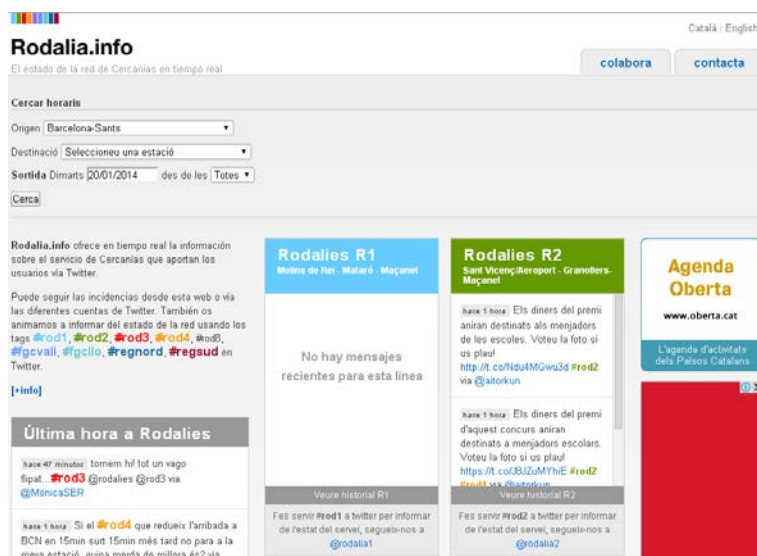 Català | English
Rodalia.info
El estado de la red de Cercanías en tiempo real
colabora
contacta
Cercar horaris
Origen Barcelona-Sants
Destinació Seleccioneu una estació
Sortida Dimarts 20/01/2014 des de les Totes
Cerca
Rodalia.info ofrece en tiempo real la información
sobre el servicio de Cercanías que aportan los
usuarios vía Twitter.
Puede seguir las incidencias desde esta web o vía
las diferentes cuentas de Twitter. También os
animamos a informar del estado de la red usando los
tags #rod1, #rod2, #rod3, #rod4, #rod8,
#fgcvall, #fgcllo, #regnord, #regsud en
Twitter.
[+info]
Última hora a Rodalies
hace 47 minutos tornem hi! tot un vago
flipat... #rod3 @rodalies @rod3 via
@MonicaSER
hace 1 hora Si el #rod4 que redueix l'arribada a
BCN en 15min surt 15min més tard no para a la
meva estació, quina merda de millora és? via
Rodalies R1
Molins de Rei - Mataró - Maçanet
No hay mensajes
recientes para esta línea
Veure historial R1
Fes servir #rod1 a twitter per informar
de l'estat del servei, segueix-nos a
@rodalia1
Rodalies R2
Sant Vicenç/Aeroport - Granollers-
Maçanet
hace 1 hora Els diners del premi
aniran destinats als menjadors
de les escoles. Voteu la foto si
us plau!
http://t.co/Ndu4MGwu3d #rod2
via @aitorkun
hace 1 hora Els diners del premi
d'aquest concurs aniran
destinats a menjadors escolars.
Voteu la foto si us plau!
https://t.co/JBJZuMYhiE #rod2
#rod4 via @aitorkun
Veure historial R2
Fes servir #rod2 a twitter per informar
de l'estat del servei, segueix-nos a
@rodalia2
Agenda
Oberta
www.oberta.cat
L'agenda d'activitats
dels Països Catalans